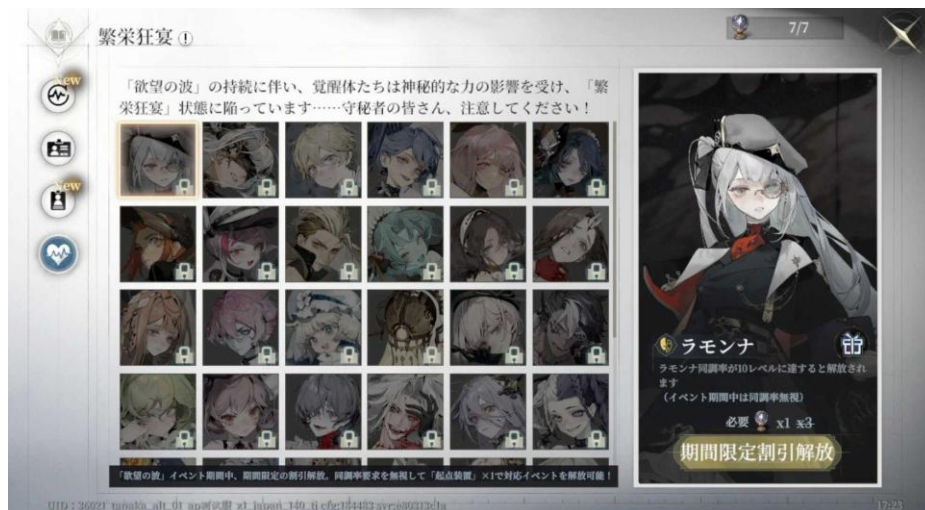 繁栄狂宴
7/7
New
「欲望の波」の持続に伴い、覚醒体たちは神秘的な力の影響を受け、「繁
栄狂宴」状態に陥っています……守秘者の皆さん、注意してください！
New
ラモンナ
ラモンナ同調率が10レベルに達すると解放され
ます
（イベント期間中は同調率無視）
必要 x1 x3
期間限定割引解放
「欲望の波」イベント期間中、期間限定の割引解放。同調率要求を無視して「起点装置」×1で対応イベントを解放可能！
17:23